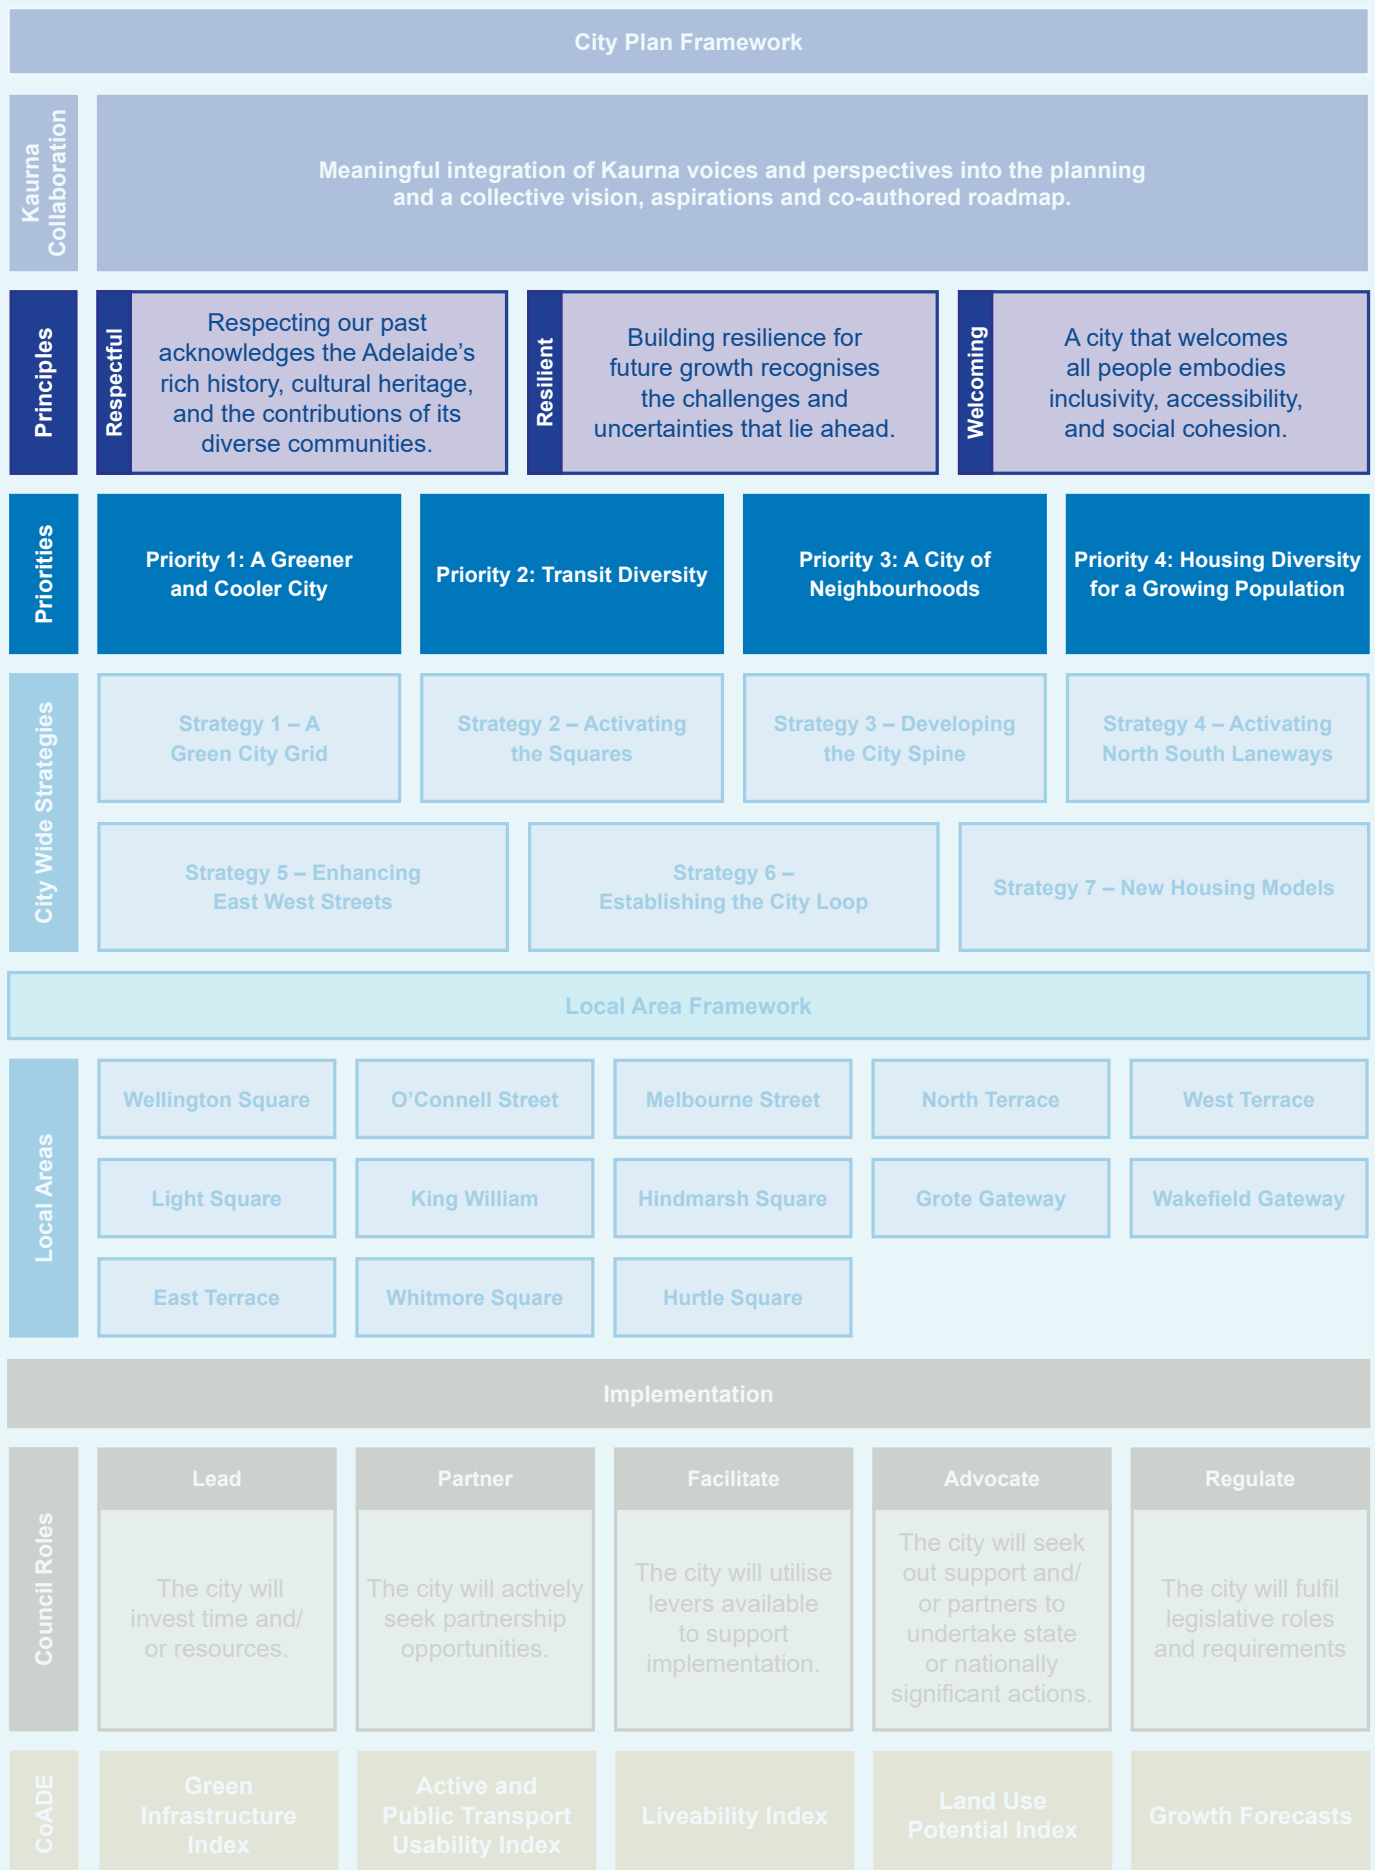 City Plan Framework
Kaurna
Collaboration
Meaningful integration of Kaurna voices and perspectives into the planning
and a collective vision, aspirations and co-authored roadmap.
Principles
Respectful
Respecting our past
acknowledges the Adelaide’s
rich history, cultural heritage,
and the contributions of its
diverse communities.
Resilient
Building resilience for
future growth recognises
the challenges and
uncertainties that lie ahead.
Welcoming
A city that welcomes
all people embodies
inclusivity, accessibility,
and social cohesion.
Priorities
Priority 1: A Greener
and Cooler City
Priority 2: Transit Diversity
Priority 3: A City of
Neighbourhoods
Priority 4: Housing Diversity
for a Growing Population
City Wide Strategies
Strategy 1 – A
Green City Grid
Strategy 2 – Activating
the Squares
Strategy 3 – Developing
the City Spine
Strategy 4 – Activating
North South Laneways
Strategy 5 – Enhancing
East West Streets
Strategy 6 –
Establishing the City Loop
Strategy 7 – New Housing Models
Local Area Framework
Local Areas
Wellington Square
O’Connell Street
Melbourne Street
North Terrace
West Terrace
Light Square
King William
Hindmarsh Square
Grote Gateway
Wakefield Gateway
East Terrace
Whitmore Square
Hurtle Square
Implementation
Council Roles
Lead
The city will
invest time and/
or resources.
Partner
The city will actively
seek partnership
opportunities.
Facilitate
The city will utilise
levers available
to support
implementation.
Advocate
The city will seek
out support and/
or partners to
undertake state
or nationally
significant actions.
Regulate
The city will fulfil
legislative roles
and requirements
CoADE
Green
Infrastructure
Index
Active and
Public Transport
Usability Index
Liveability Index
Land Use
Potential Index
Growth Forecasts